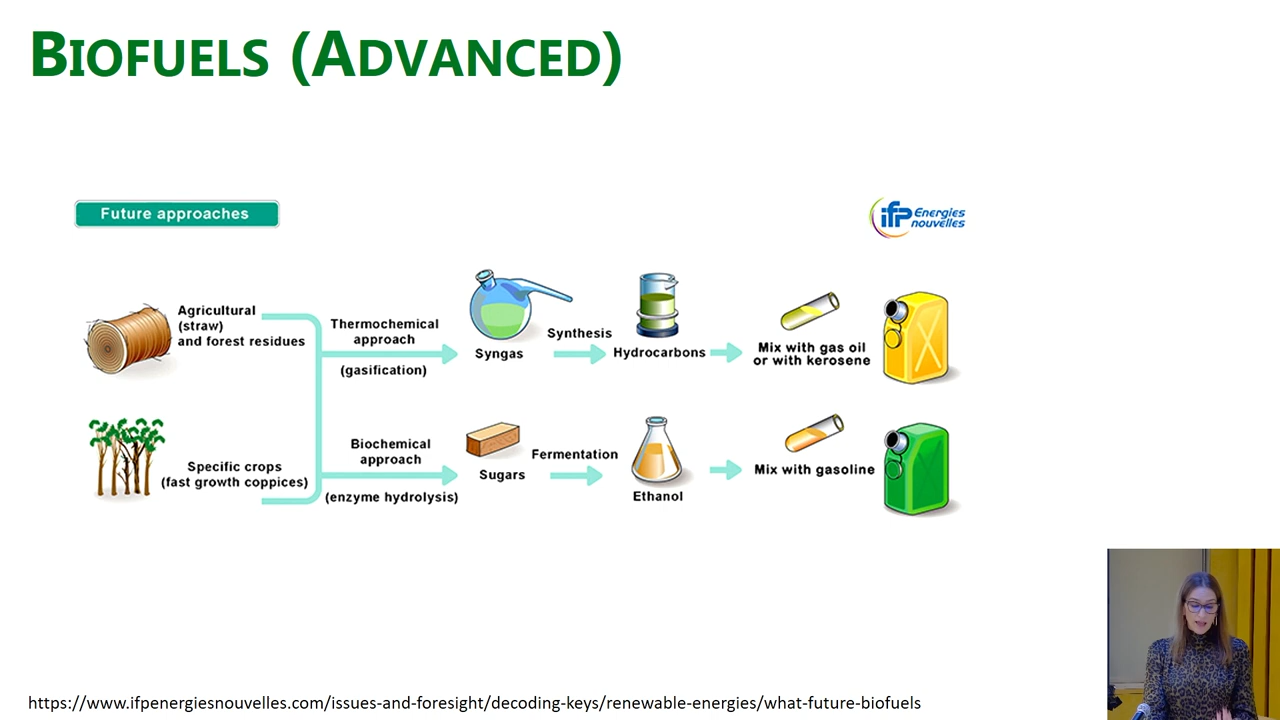 BIOFUELS (ADVANCED)
Future approaches
ifp Energies
nouvelles
Agricultural
(straw)
and forest residues
Thermochemical
approach
(gasification)
Syngas
Synthesis
Hydrocarbons
Mix with gas oil
or with kerosene
Specific crops
(fast growth coppices)
Biochemical
approach
(enzyme hydrolysis)
Sugars
Fermentation
Ethanol
Mix with gasoline
https://www.ifpenergiesnouvelles.com/issues-and-foresight/decoding-keys/renewable-energies/what-future-biofuels